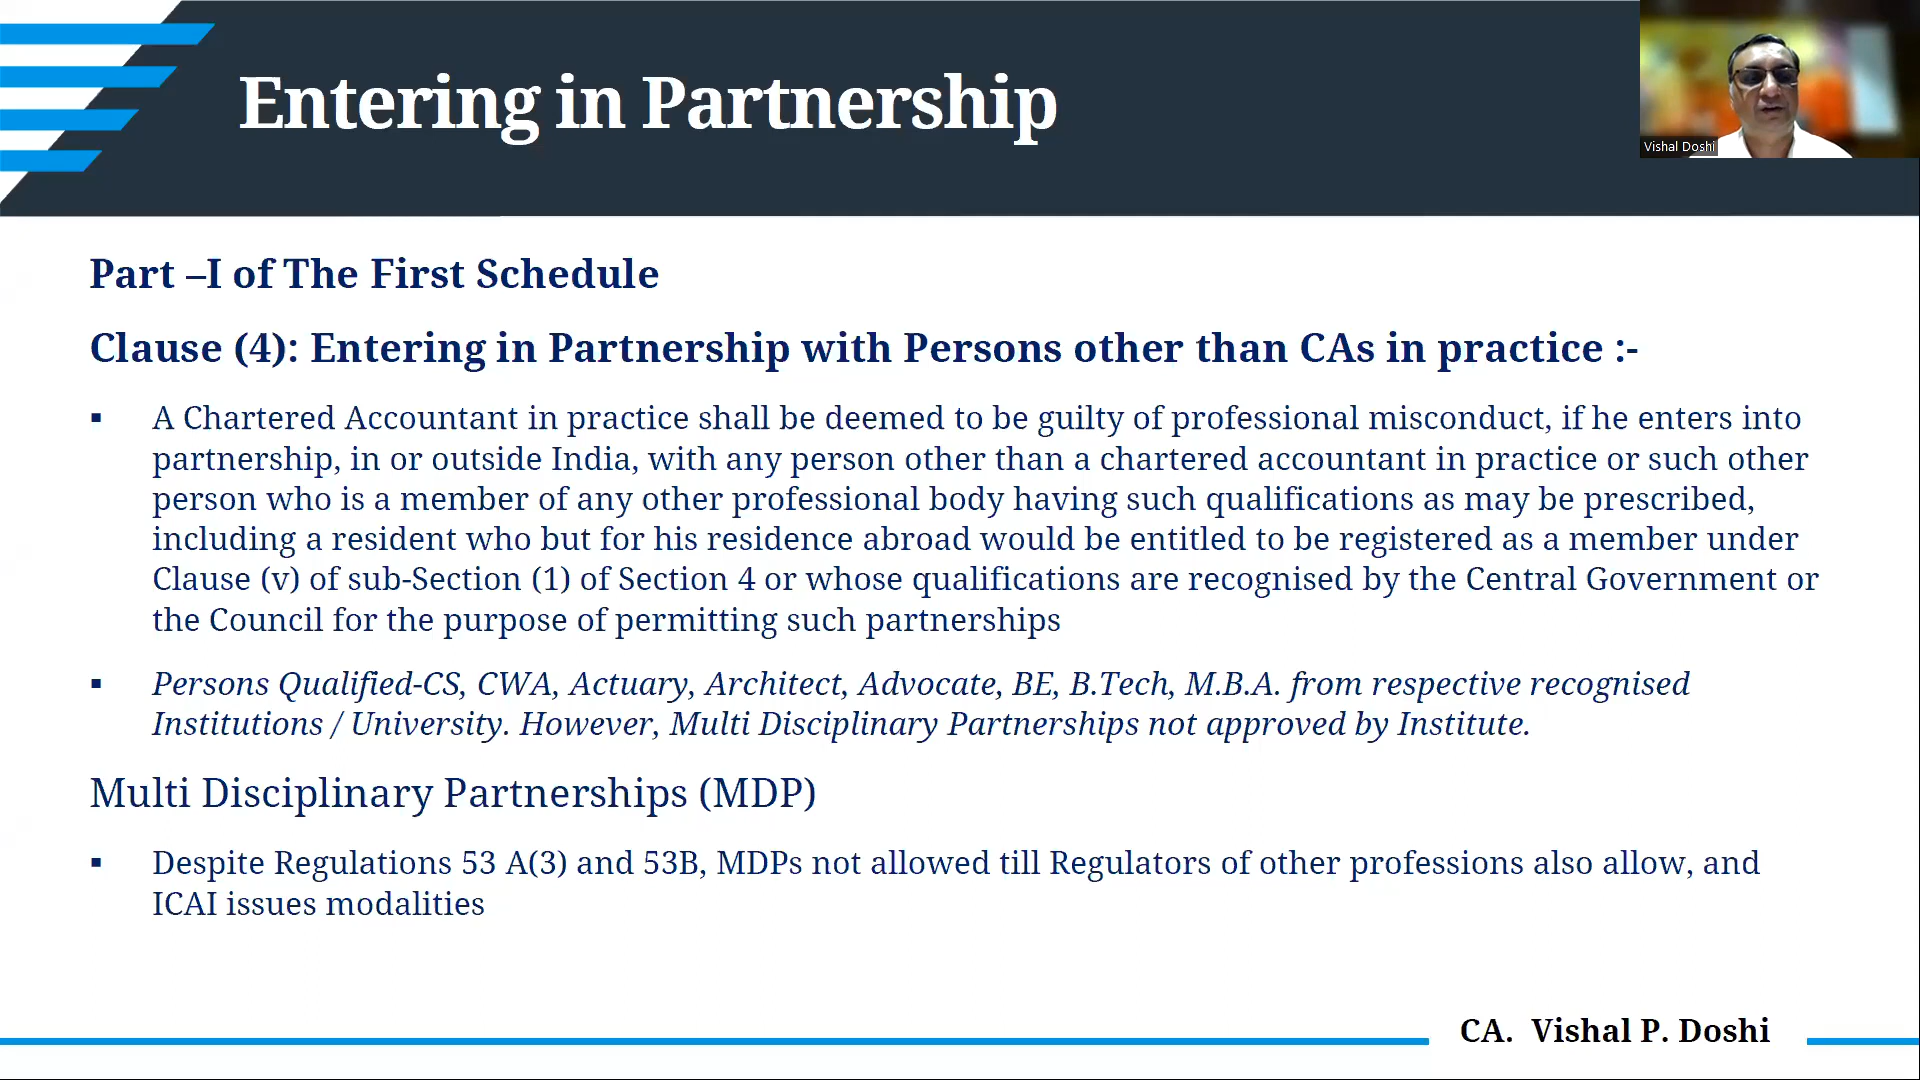 Entering in Partnership
Vishal Doshi
Part –I of The First Schedule
Clause (4): Entering in Partnership with Persons other than CAs in practice :-
▪ A Chartered Accountant in practice shall be deemed to be guilty of professional misconduct, if he enters into
partnership, in or outside India, with any person other than a chartered accountant in practice or such other
person who is a member of any other professional body having such qualifications as may be prescribed,
including a resident who but for his residence abroad would be entitled to be registered as a member under
Clause (v) of sub-Section (1) of Section 4 or whose qualifications are recognised by the Central Government or
the Council for the purpose of permitting such partnerships
▪ Persons Qualified-CS, CWA, Actuary, Architect, Advocate, BE, B.Tech, M.B.A. from respective recognised
Institutions / University. However, Multi Disciplinary Partnerships not approved by Institute.
Multi Disciplinary Partnerships (MDP)
▪ Despite Regulations 53 A(3) and 53B, MDPs not allowed till Regulators of other professions also allow, and
ICAI issues modalities
CA. Vishal P. Doshi